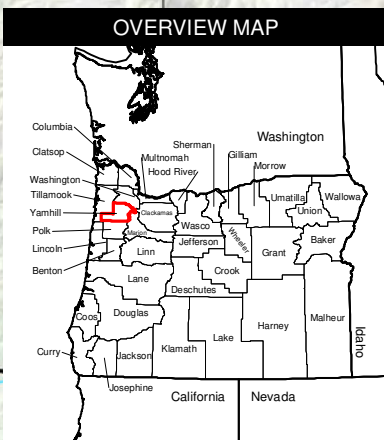 OVERVIEW MAP
Columbia
Clatsop
Washington
Tillamook
Yamhill
Polk
Lincoln
Benton
Sherman
Multnomah
Hood River
Washington
Gilliam
Morrow
Umatilla
Wallowa
Union
Clackamas
Wasco
Wheeler
Marion
Jefferson
Grant
Baker
Linn
Crook
Lane
Deschutes
Coos
Douglas
Harney
Malheur
Lake
Idaho
Curry
Jackson
Klamath
Josephine
California
Nevada